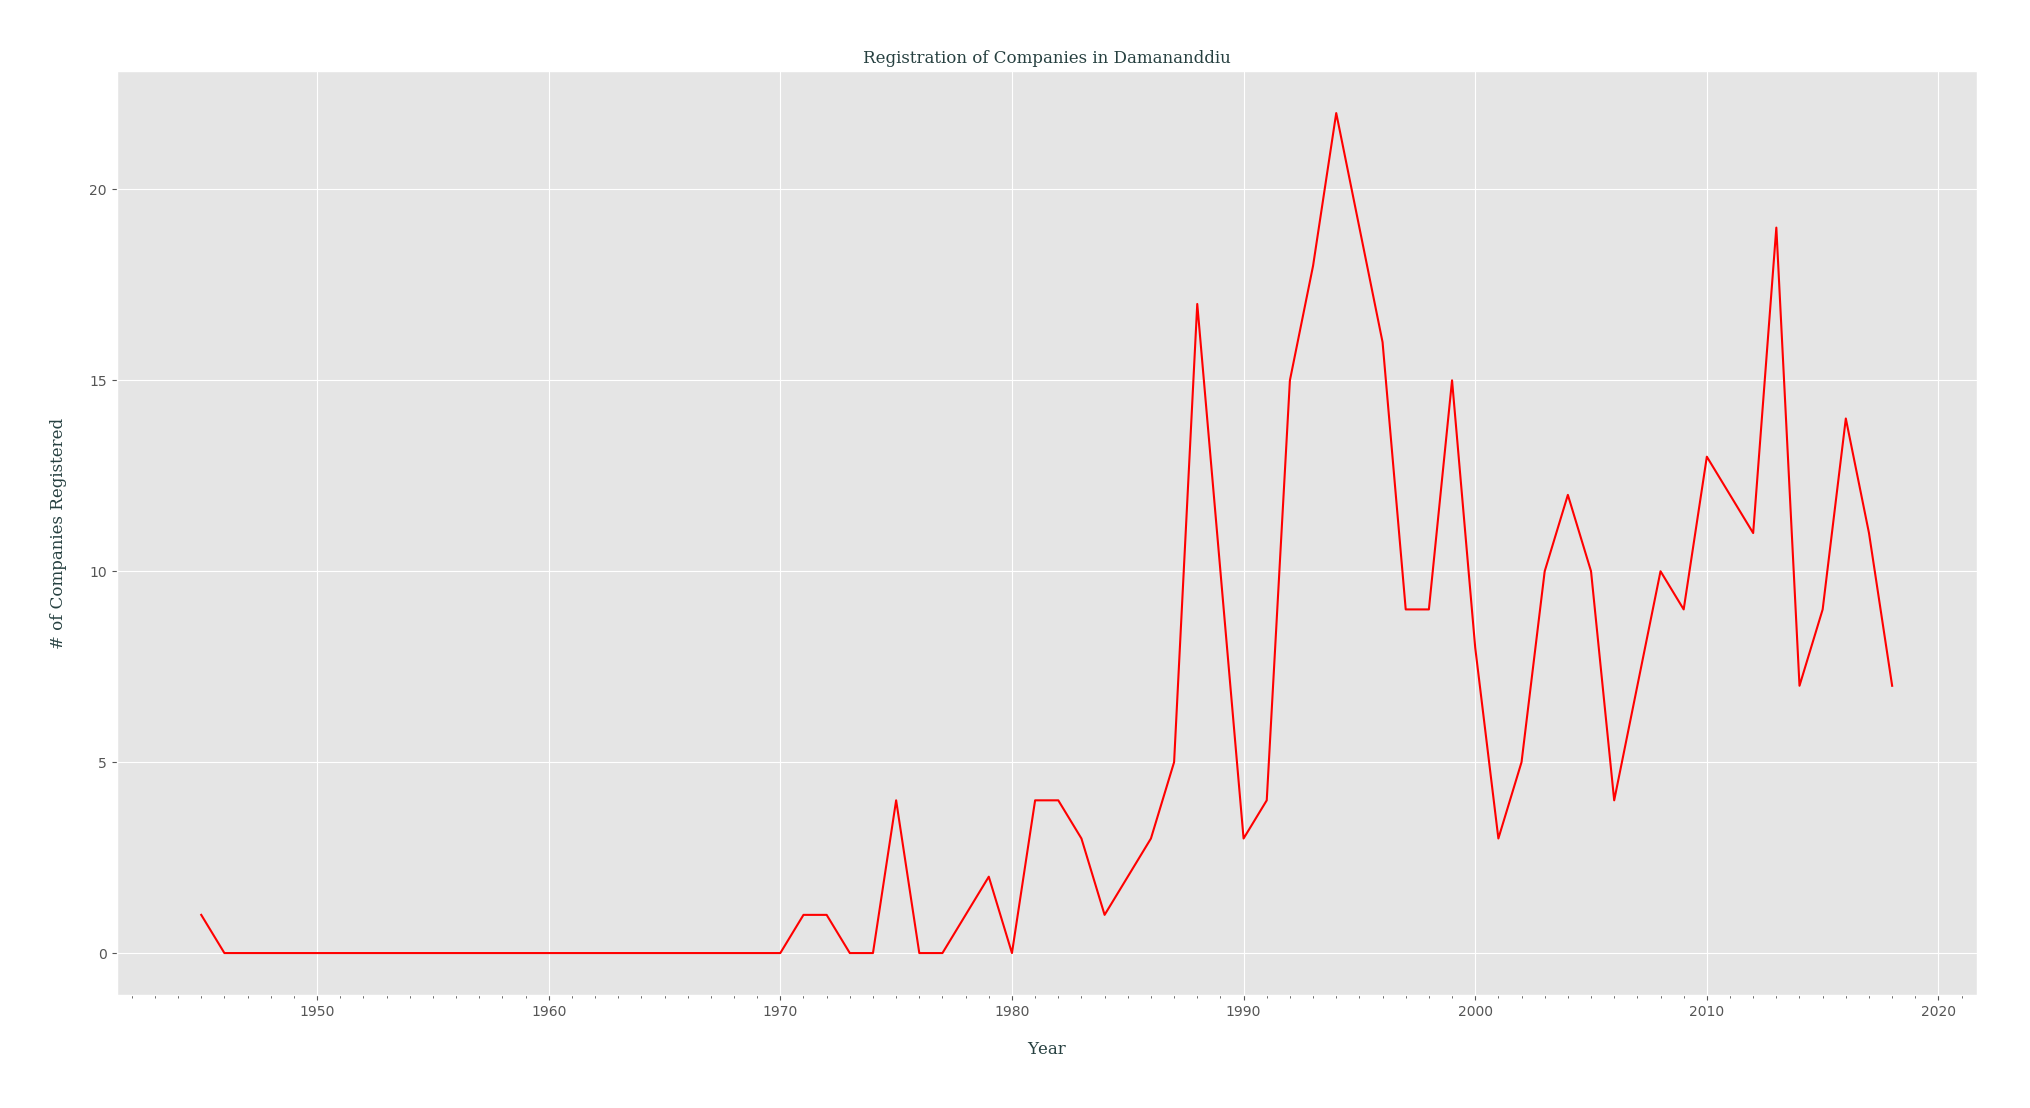 Registration of Companies in Damananddiu
# of Companies Registered
20
15
10
5
0
1950 1960 1970 1980 1990 2000 2010 2020
Year